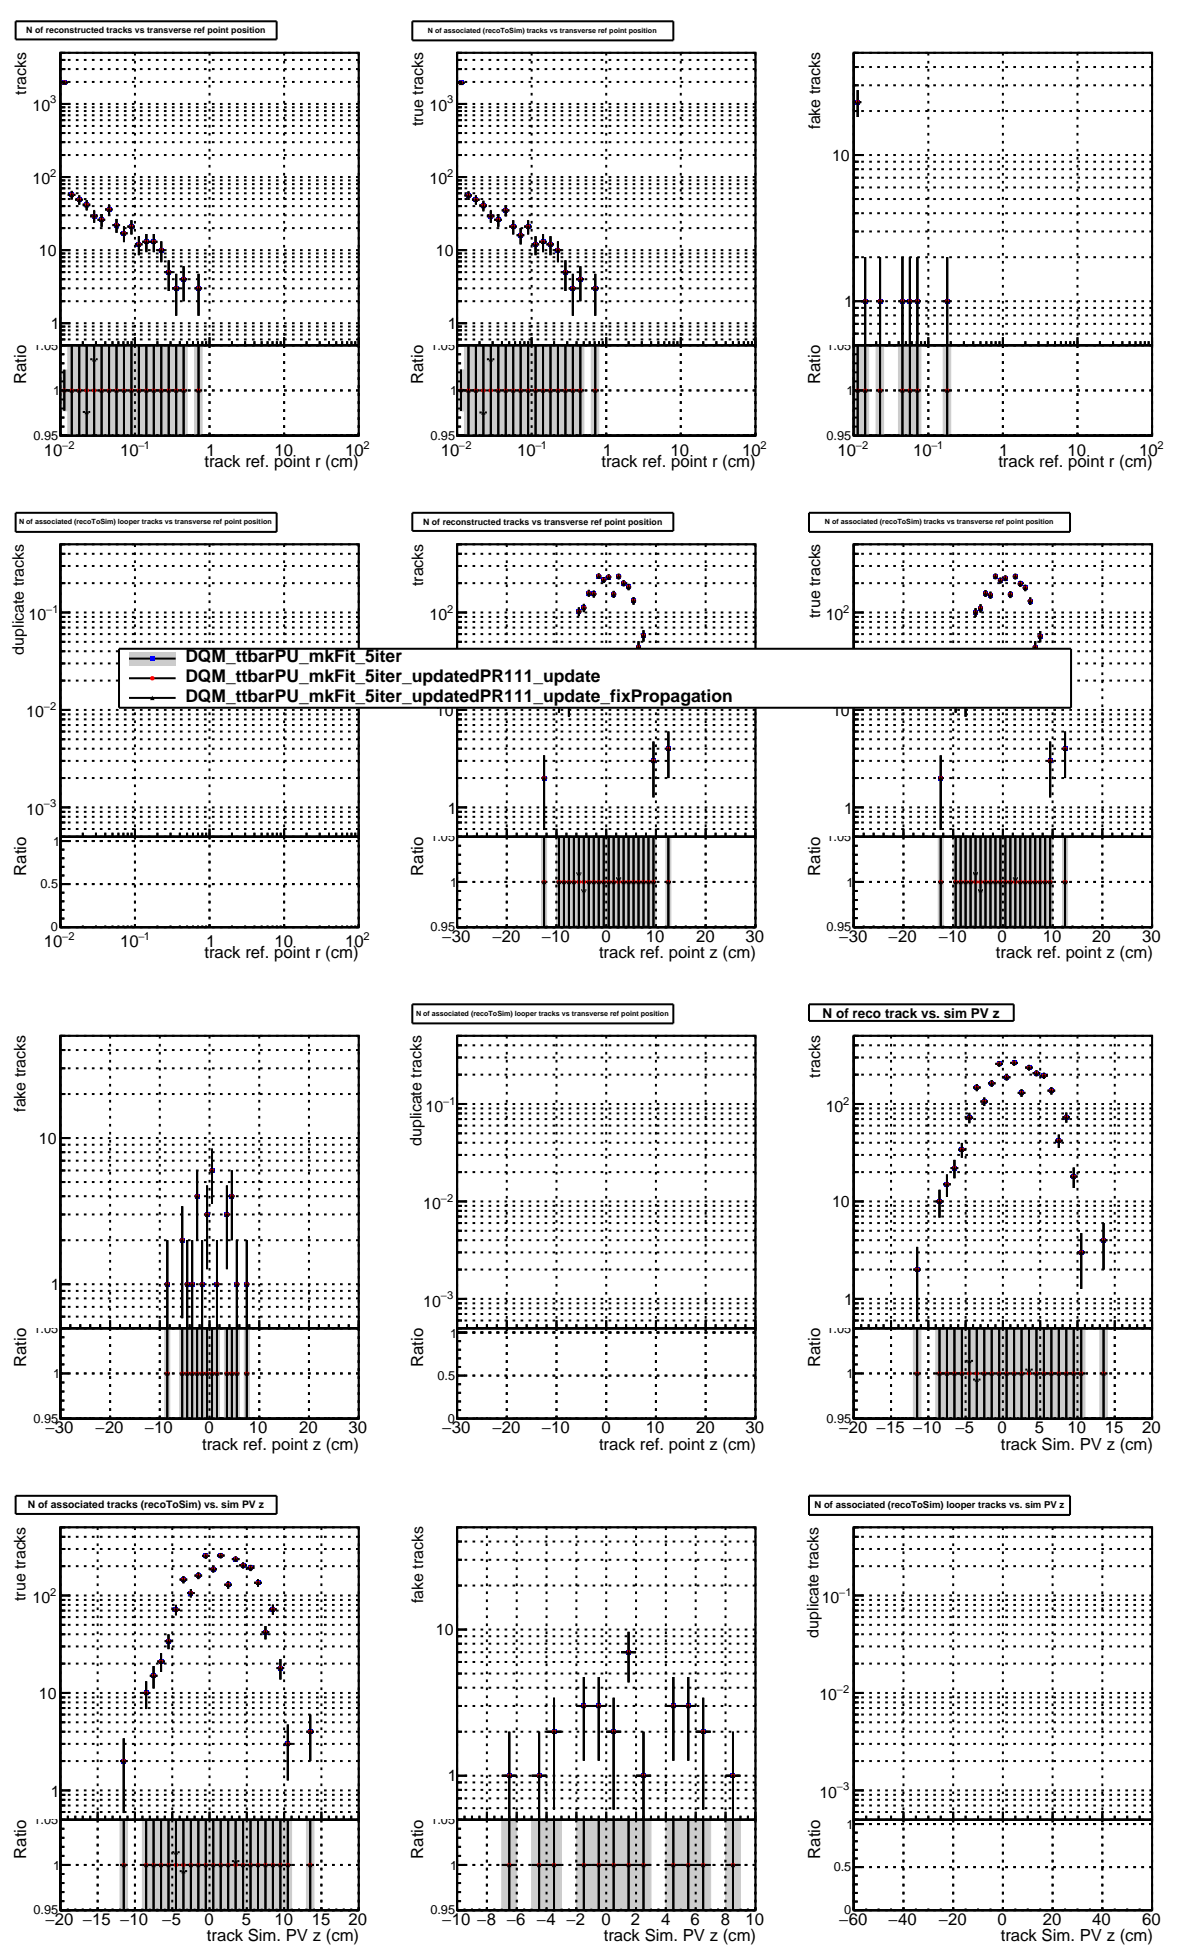 N of reconstructed tracks vs transverse ref point position
N of associated (recoToSim) tracks vs transverse ref point position
tracks
10³
10²
10
1
Ratio
1.05
1
0.95
10⁻² 10⁻¹ 1 10 10²
track ref. point r (cm)
true tracks
10³
10²
10
1
Ratio
1.05
1
0.95
10⁻² 10⁻¹ 1 10 10²
track ref. point r (cm)
fake tracks
10
1
Ratio
1.05
1
0.95
10⁻² 10⁻¹ 1 10 10²
track ref. point r (cm)
N of associated (recoToSim) looper tracks vs transverse ref point position
N of reconstructed tracks vs transverse ref point position
N of associated (recoToSim) tracks vs transverse ref point position
duplicate tracks
10⁻¹
10⁻²
10⁻³
Ratio
1
0.5
0
10⁻² 10⁻¹ 1 10 10²
track ref. point r (cm)
tracks
10²
10
1
Ratio
1.05
1
0.95
−30 −20 −10 0 10 20 30
track ref. point z (cm)
true tracks
10²
10
1
Ratio
1.05
1
0.95
−30 −20 −10 0 10 20 30
track ref. point z (cm)
DQM_ttbarPU_mkFit_5iter
DQM_ttbarPU_mkFit_5iter_updatedPR111_update
DQM_ttbarPU_mkFit_5iter_updatedPR111_update_fixPropagation
N of associated (recoToSim) looper tracks vs transverse ref point position
N of reco track vs. sim PV z
fake tracks
10
1
Ratio
1.05
1
0.95
−30 −20 −10 0 10 20 30
track ref. point z (cm)
duplicate tracks
10⁻¹
10⁻²
10⁻³
Ratio
1
0.5
0
−30 −20 −10 0 10 20 30
track ref. point z (cm)
tracks
10²
10
1
Ratio
1.05
1
0.95
−20 −15 −10 −5 0 5 10 15 20
track Sim. PV z (cm)
N of associated tracks (recoToSim) vs. sim PV z
N of associated (recoToSim) looper tracks vs. sim PV z
true tracks
10²
10
1
Ratio
1.05
1
0.95
−20 −15 −10 −5 0 5 10 15 20
track Sim. PV z (cm)
fake tracks
10
1
Ratio
1.05
1
0.95
−10 −8 −6 −4 −2 0 2 4 6 8 10
track Sim. PV z (cm)
duplicate tracks
10⁻¹
10⁻²
10⁻³
Ratio
1
0.5
0
−60 −40 −20 0 20 40 60
track Sim. PV z (cm)